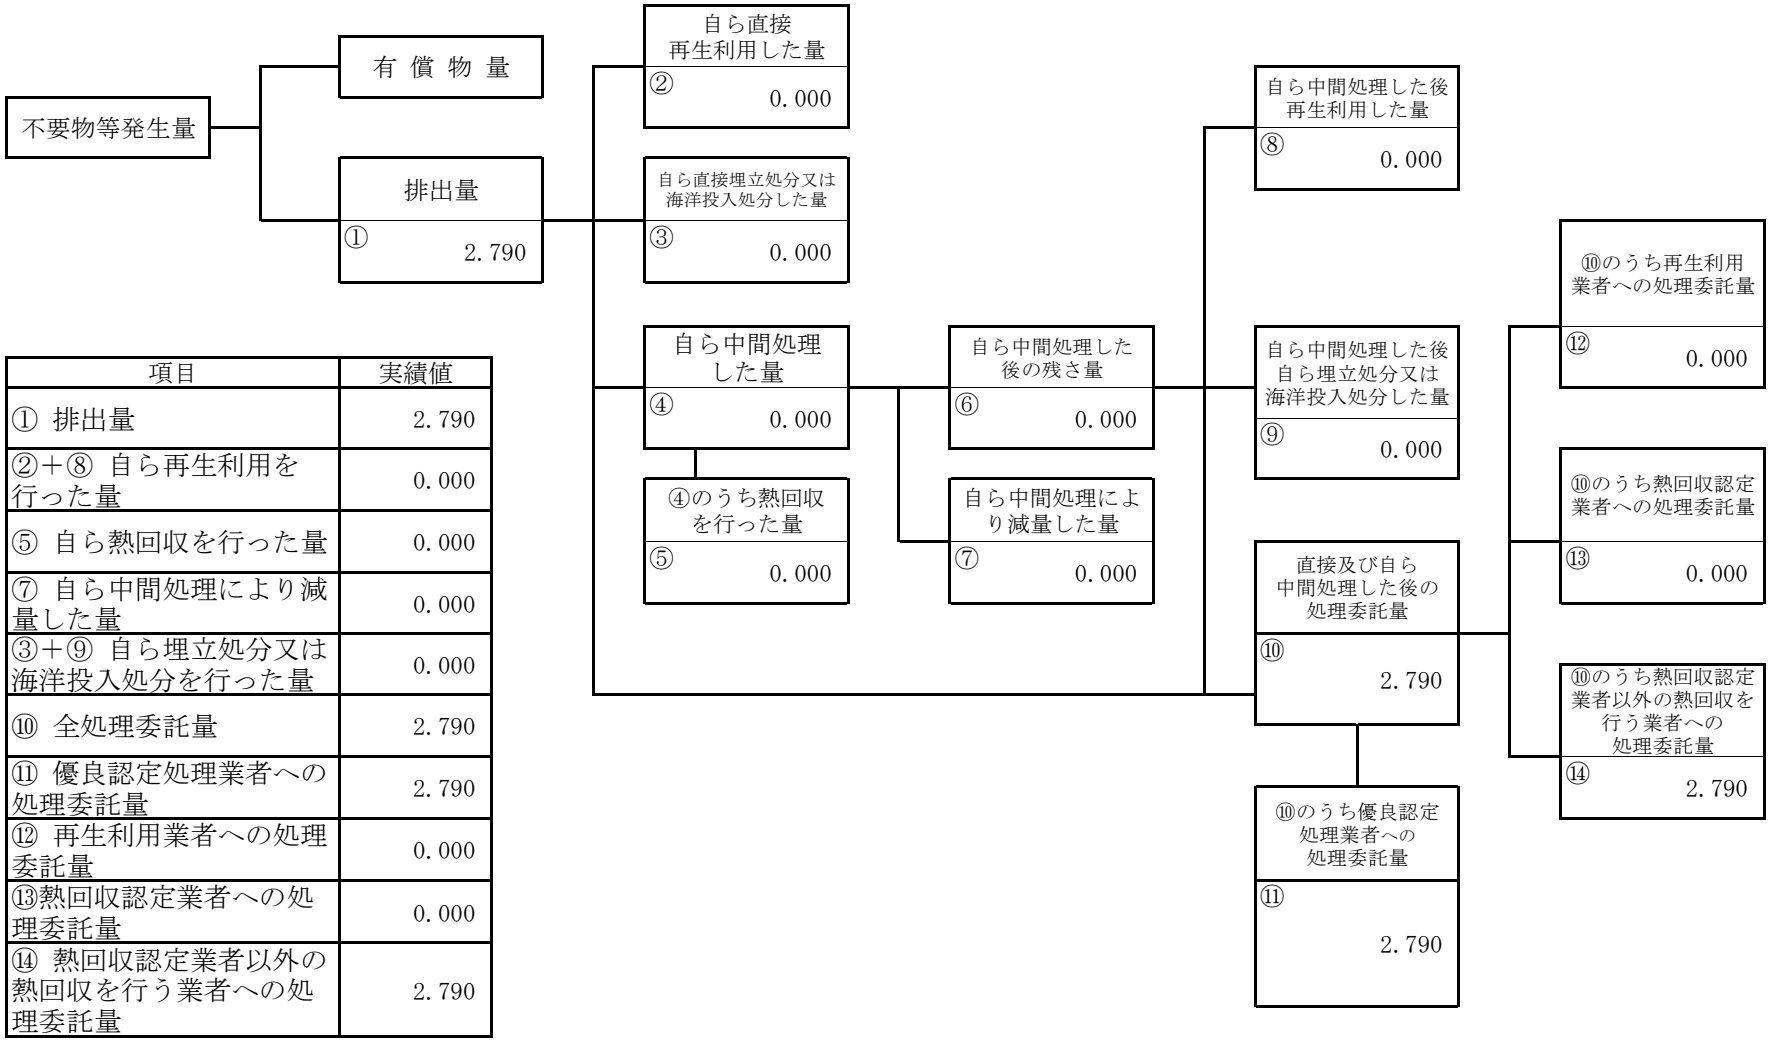 不要物等発生量
有償物量
排出量
①
2.790
自ら直接
再生利用した量
②
0.000
自ら直接埋立処分又は
海洋投入処分した量
③
0.000
自ら中間処理
した量
④
0.000
④のうち熱回収
を行った量
⑤
0.000
自ら中間処理した
後の残さ量
⑥
0.000
自ら中間処理によ
り減量した量
⑦
0.000
自ら中間処理した後
再生利用した量
⑧
0.000
自ら中間処理した後
自ら埋立処分又は
海洋投入処分した量
⑨
0.000
直接及び自ら
中間処理した後の
処理委託量
⑩
2.790
⑩のうち優良認定
処理業者への
処理委託量
⑪
2.790
⑩のうち再生利用
業者への処理委託量
⑫
0.000
⑩のうち熱回収認定
業者への処理委託量
⑬
0.000
⑩のうち熱回収認定
業者以外の熱回収を
行う業者への
処理委託量
⑭
2.790
項目 実績値
① 排出量 2.790
②＋⑧ 自ら再生利用を
行った量 0.000
⑤ 自ら熱回収を行った量 0.000
⑦ 自ら中間処理により減
量した量 0.000
③＋⑨ 自ら埋立処分又は
海洋投入処分を行った量 0.000
⑩ 全処理委託量 2.790
⑪ 優良認定処理業者への
処理委託量 2.790
⑫ 再生利用業者への処理
委託量 0.000
⑬熱回収認定業者への処
理委託量 0.000
⑭ 熱回収認定業者以外の
熱回収を行う業者への処
理委託量 2.790